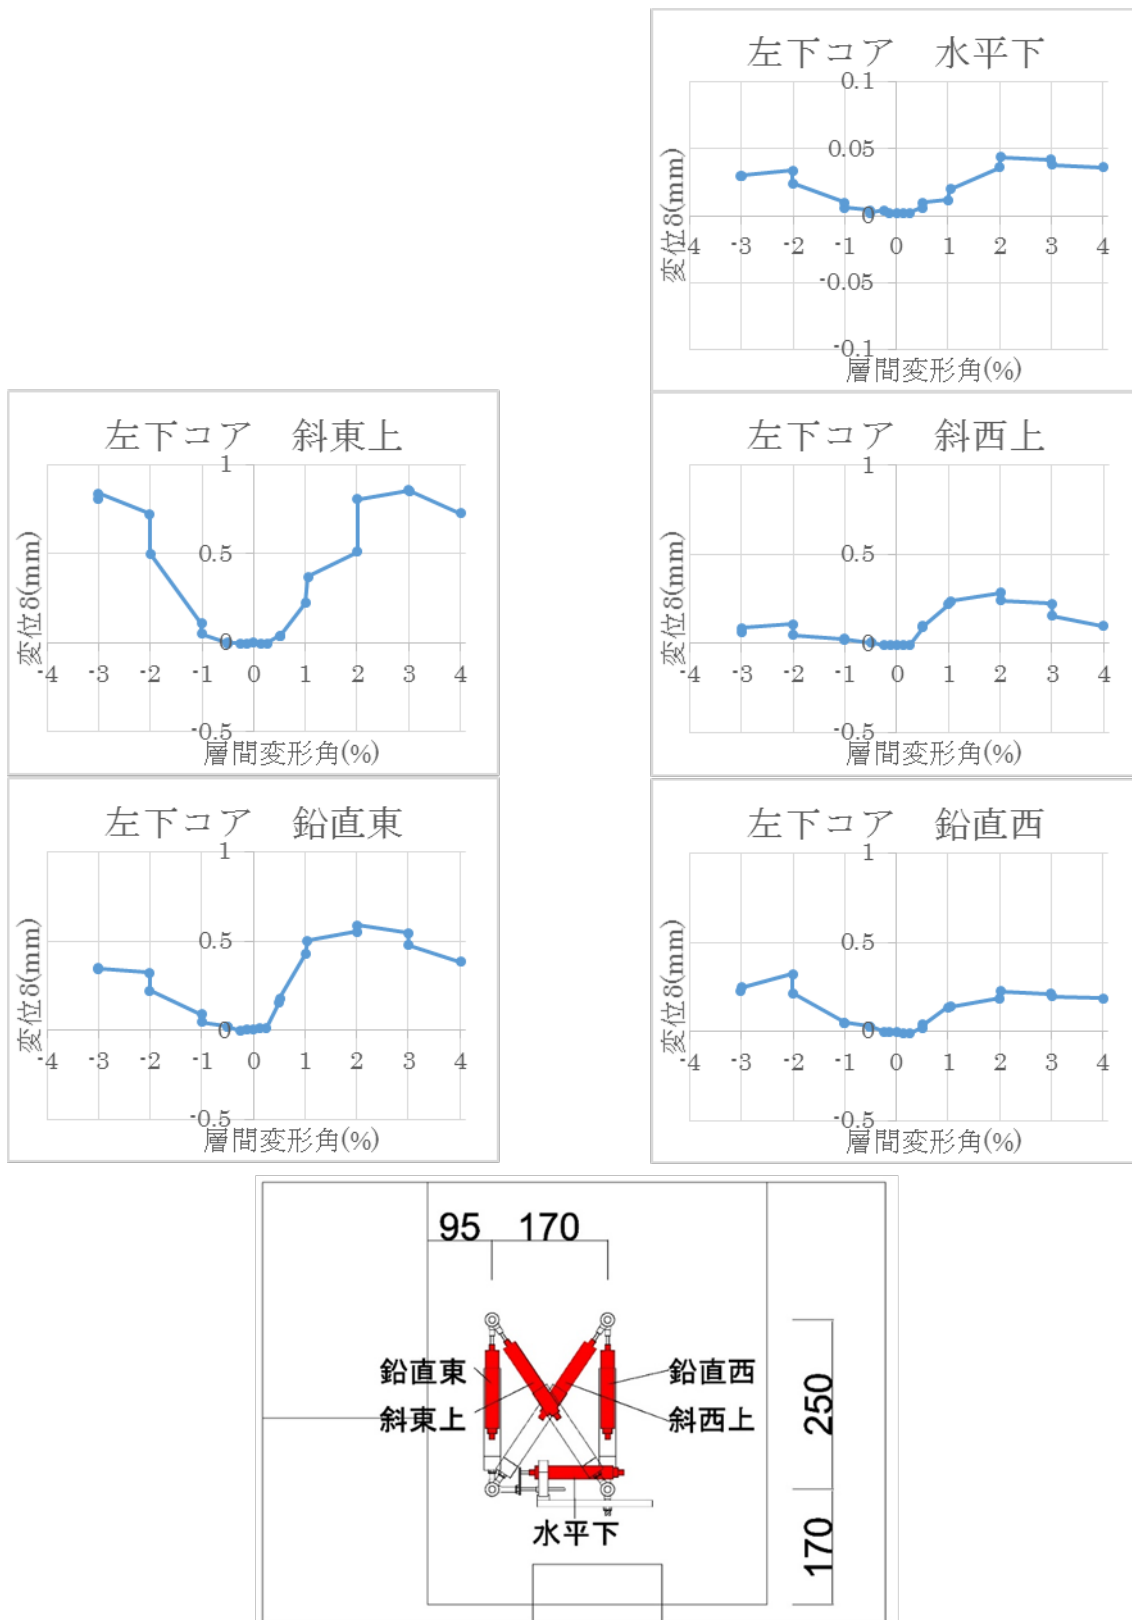 左下コア 水平下
0.1
0.05
0
-0.05
-0.1
-4 -3 -2 -1 0 1 2 3 4
変位δ(mm)
層間変形角(%)
左下コア 斜東上
1
0.5
0
-0.5
-4 -3 -2 -1 0 1 2 3 4
変位δ(mm)
層間変形角(%)
左下コア 斜西上
1
0.5
0
-0.5
-4 -3 -2 -1 0 1 2 3 4
変位δ(mm)
層間変形角(%)
左下コア 鉛直東
1
0.5
0
-0.5
-4 -3 -2 -1 0 1 2 3 4
変位δ(mm)
層間変形角(%)
左下コア 鉛直西
1
0.5
0
-0.5
-4 -3 -2 -1 0 1 2 3 4
変位δ(mm)
層間変形角(%)
95 170
鉛直東 鉛直西
斜東上 斜西上
250
水平下
170